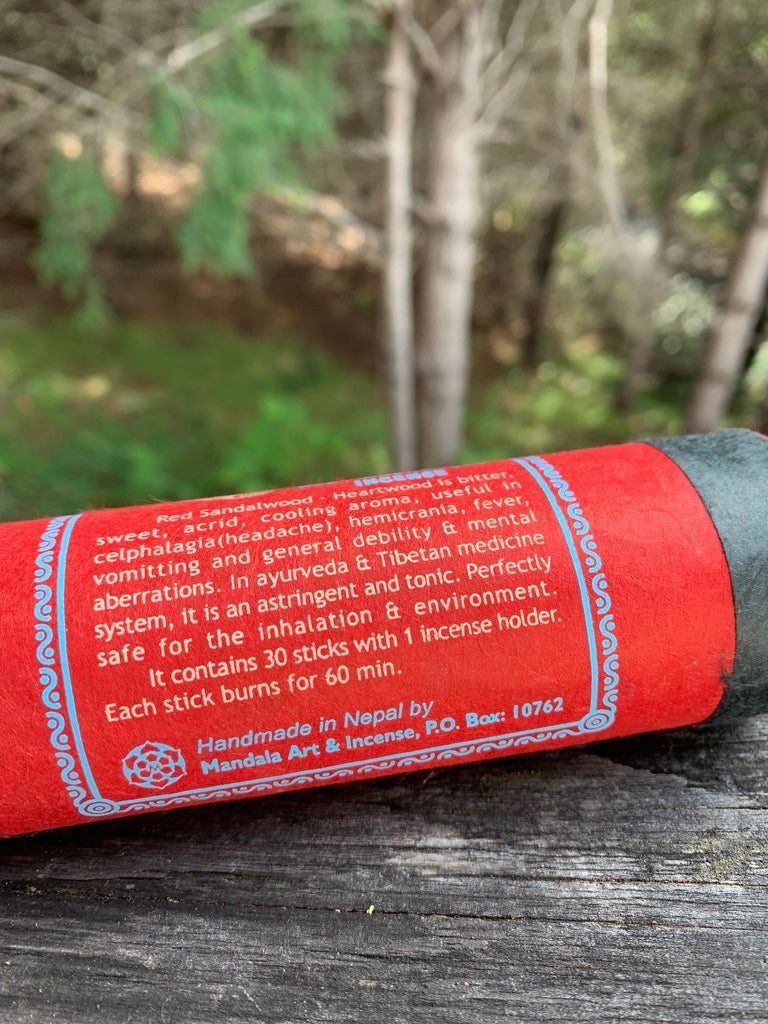 INCENSE
Red Sandalwood - Heartwood is bitter,
sweet, acrid, cooling aroma, useful in
celphalagia(headache), hemicrania, fever,
vomitting and general debility & mental
aberrations. In ayurveda & Tibetan medicine
system, it is an astringent and tonic. Perfectly
safe for the inhalation & environment.
It contains 30 sticks with 1 incense holder.
Each stick burns for 60 min.
Handmade in Nepal by
Mandala Art & Incense, P.O. Box: 10762